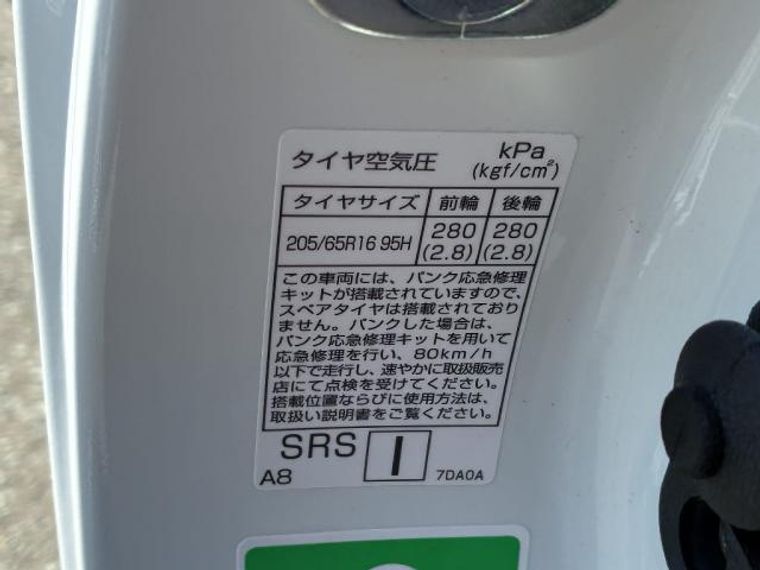 タイヤ空気圧 kPa
(kgf/cm²)
タイヤサイズ 前輪 後輪
205/65R16 95H 280 280
(2.8) (2.8)
この車両には、パンク応急修理
キットが搭載されていますので、
スペアタイヤは搭載されており
ません。パンクした場合は、
パンク応急修理キットを用いて
応急修理を行い、80km/h
以下で走行し、速やかに取扱販売
店にて点検を受けてください。
搭載位置ならびに使用方法は、
取扱い説明書をご覧ください。
SRS I
A8 7DA0A